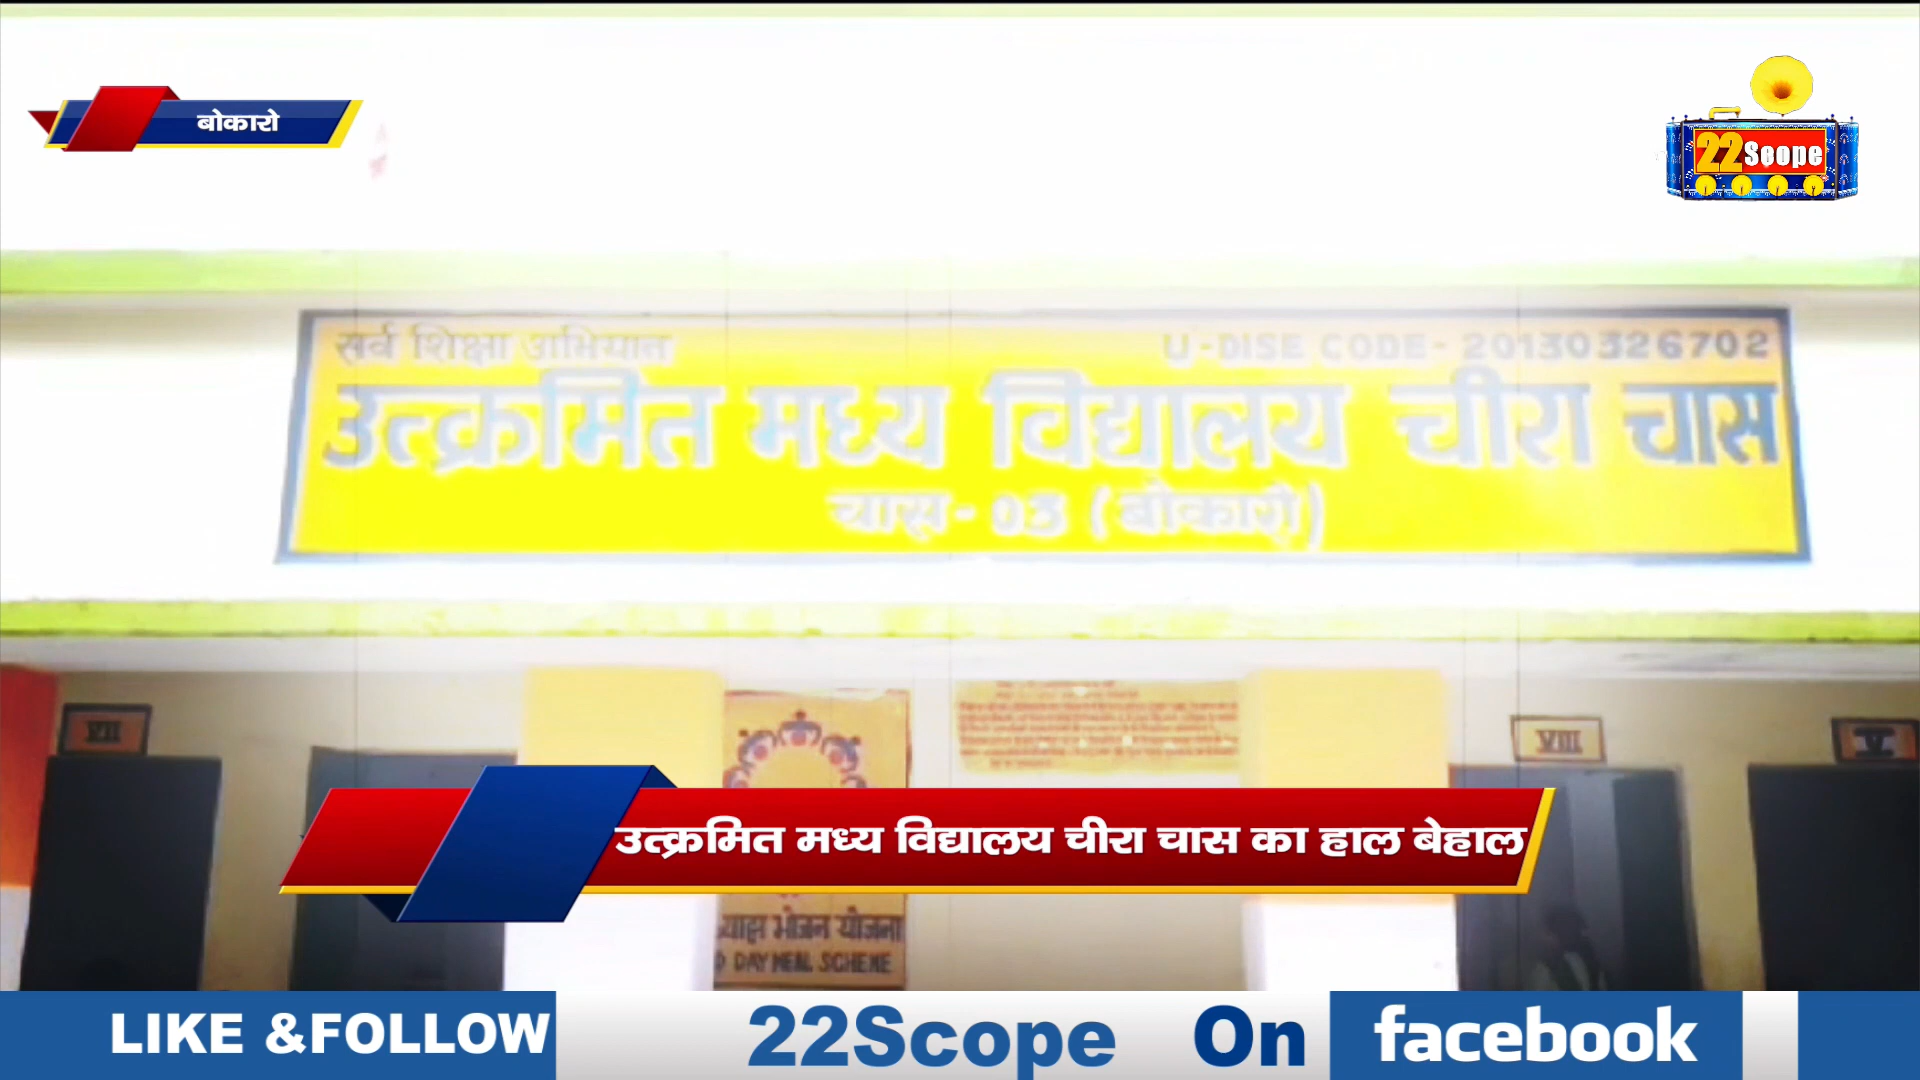 बोकारो
22Scope
सर्व शिक्षा अभियान
U-DISE CODE- 20130326702
उत्क्रमित मध्य विद्यालय चीरा चास
चास- 03 (बोकारो)
VII
VIII
V
उत्क्रमित मध्य विद्यालय चीरा चास का हाल बेहाल
भोजन योजना
DAY MEAL SCHEME
LIKE &FOLLOW 22Scope On facebook